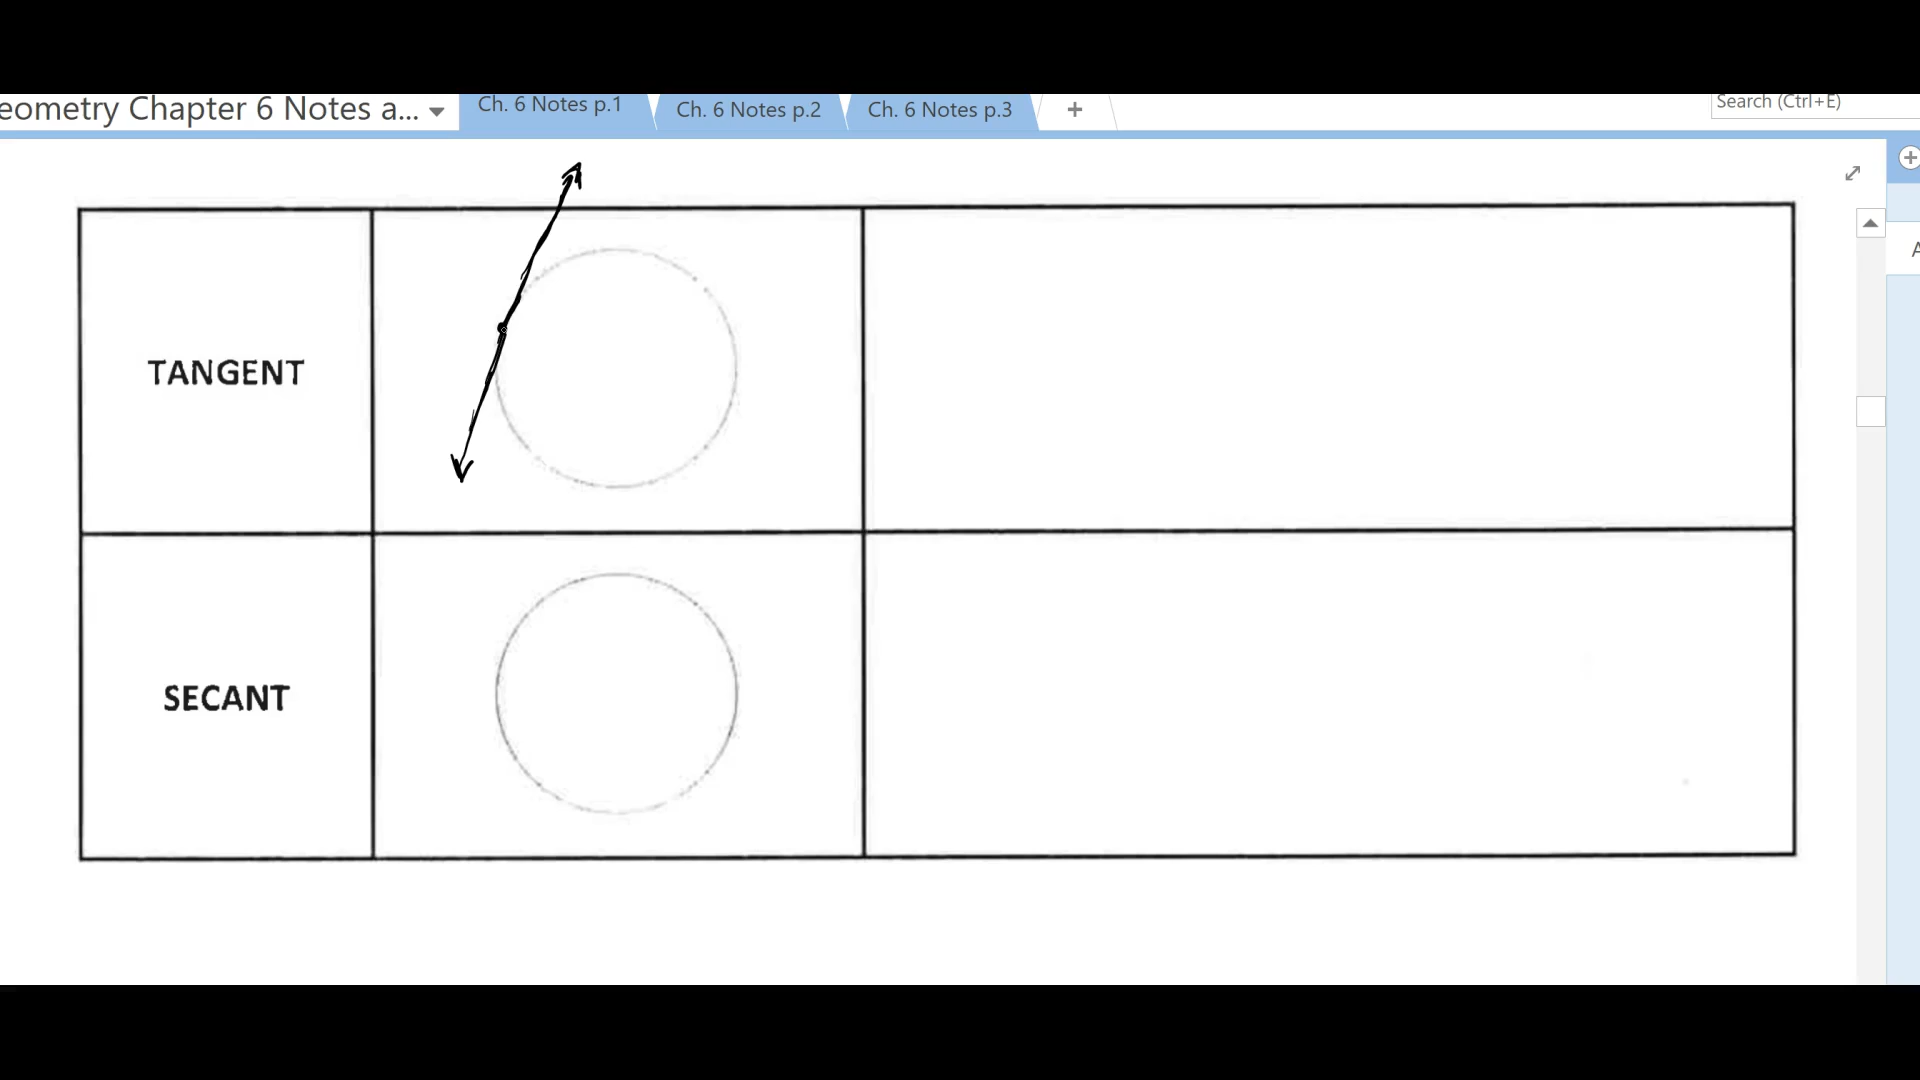 eometry Chapter 6 Notes a...
Ch. 6 Notes p.1
Ch. 6 Notes p.2
Ch. 6 Notes p.3
+
Search (Ctrl+E)
A
TANGENT
SECANT